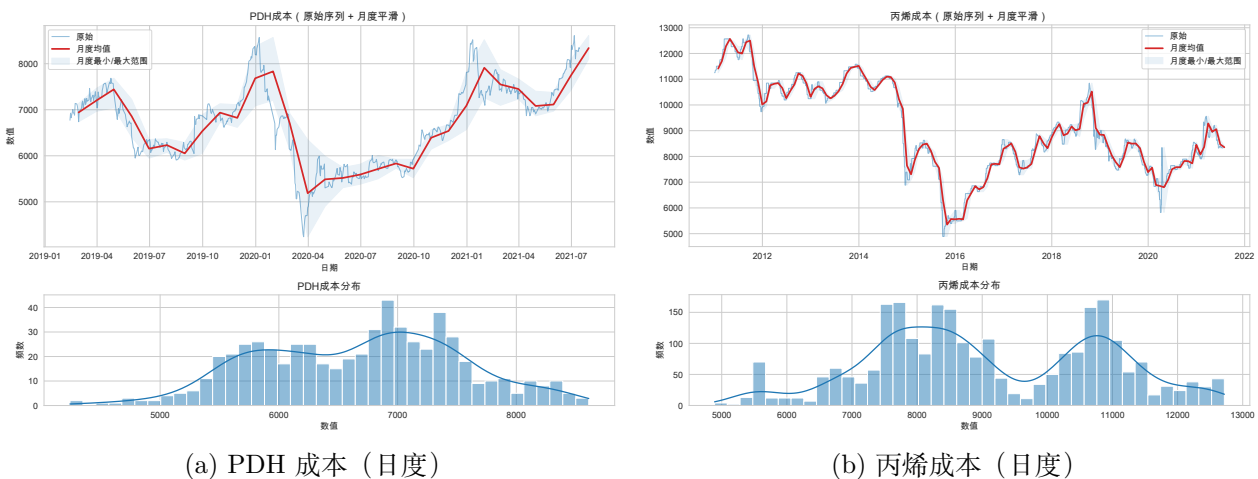 PDH成本（原始序列 + 月度平滑）
原始
月度均值
月度最小/最大范围
数值
8000
7000
6000
5000
2019-01 2019-04 2019-07 2019-10 2020-01 2020-04 2020-07 2020-10 2021-01 2021-04 2021-07
日期
PDH成本分布
频数
40
30
20
10
0
5000 6000 7000 8000
数值
(a) PDH 成本（日度）
丙烯成本（原始序列 + 月度平滑）
原始
月度均值
月度最小/最大范围
数值
13000
12000
11000
10000
9000
8000
7000
6000
5000
2012 2014 2016 2018 2020 2022
日期
丙烯成本分布
频数
150
100
50
0
5000 6000 7000 8000 9000 10000 11000 12000 13000
数值
(b) 丙烯成本（日度）